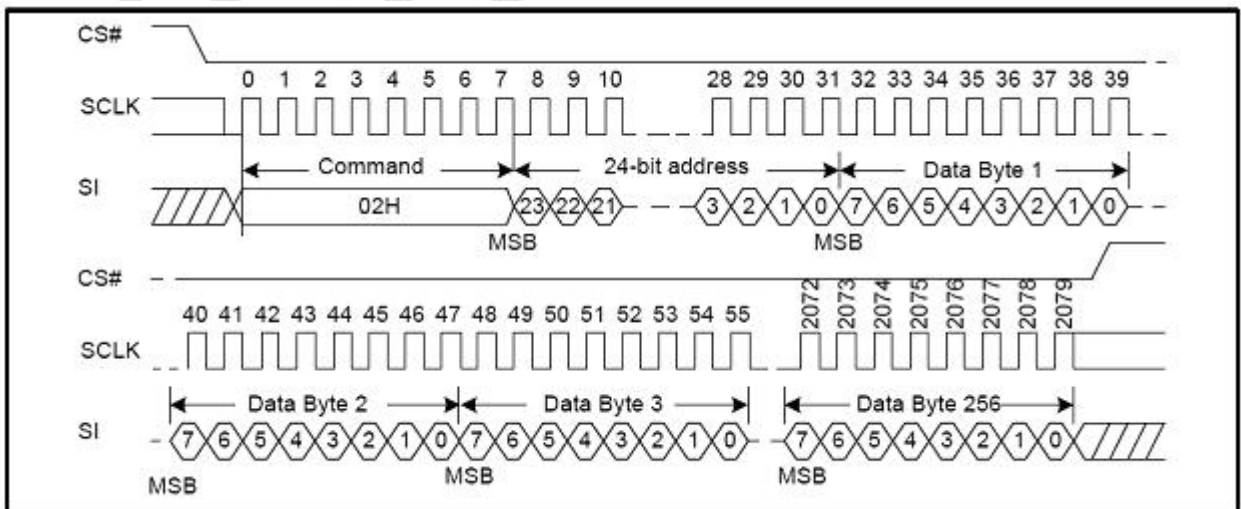 CS#
0 1 2 3 4 5 6 7 8 9 10 28 29 30 31 32 33 34 35 36 37 38 39
SCLK
Command 24-bit address Data Byte 1
SI
02H 23 22 21 3 2 1 0 7 6 5 4 3 2 1 0
MSB MSB
CS#
40 41 42 43 44 45 46 47 48 49 50 51 52 53 54 55 2072 2073 2074 2075 2076 2077 2078 2079
SCLK
Data Byte 2 Data Byte 3 Data Byte 256
SI
7 6 5 4 3 2 1 0 7 6 5 4 3 2 1 0 7 6 5 4 3 2 1 0
MSB MSB MSB